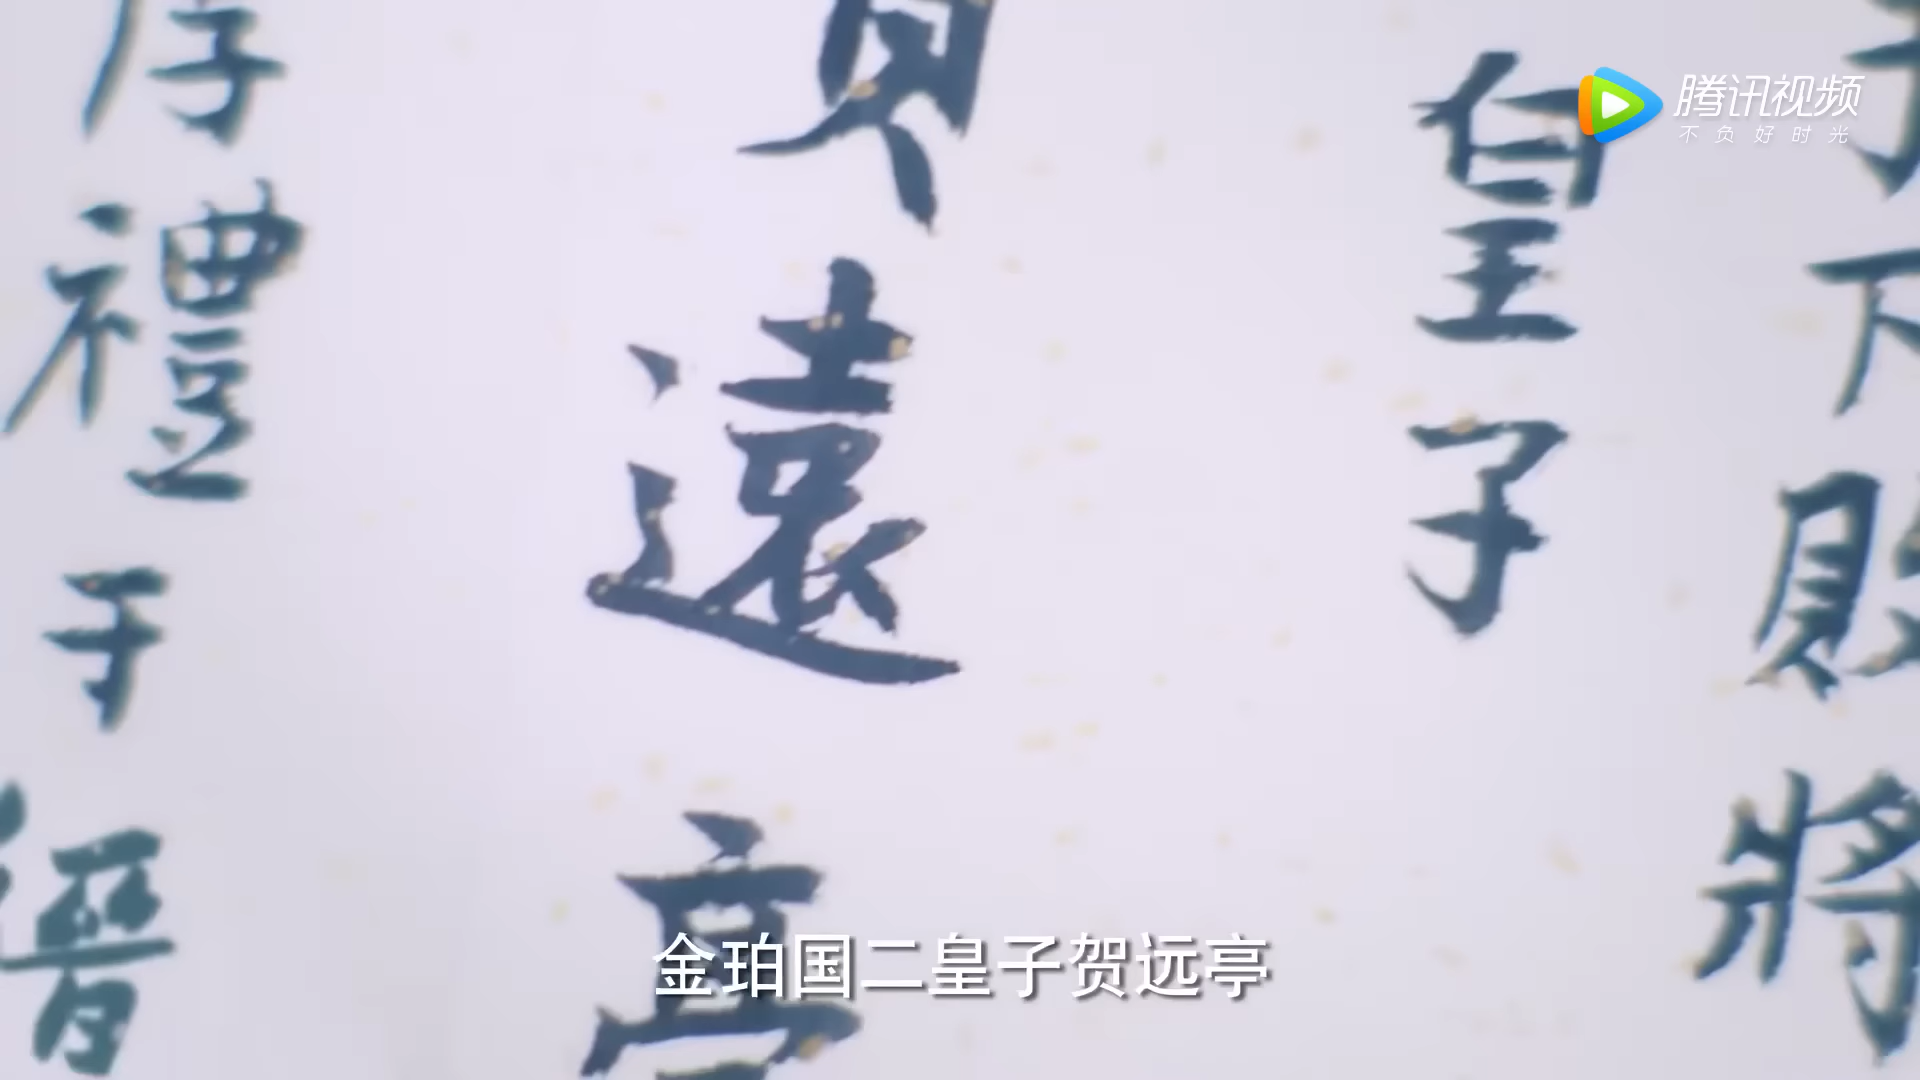 腾讯视频
不负好时光
下
將
皇子
遠
禮于
金珀国二皇子贺远亭